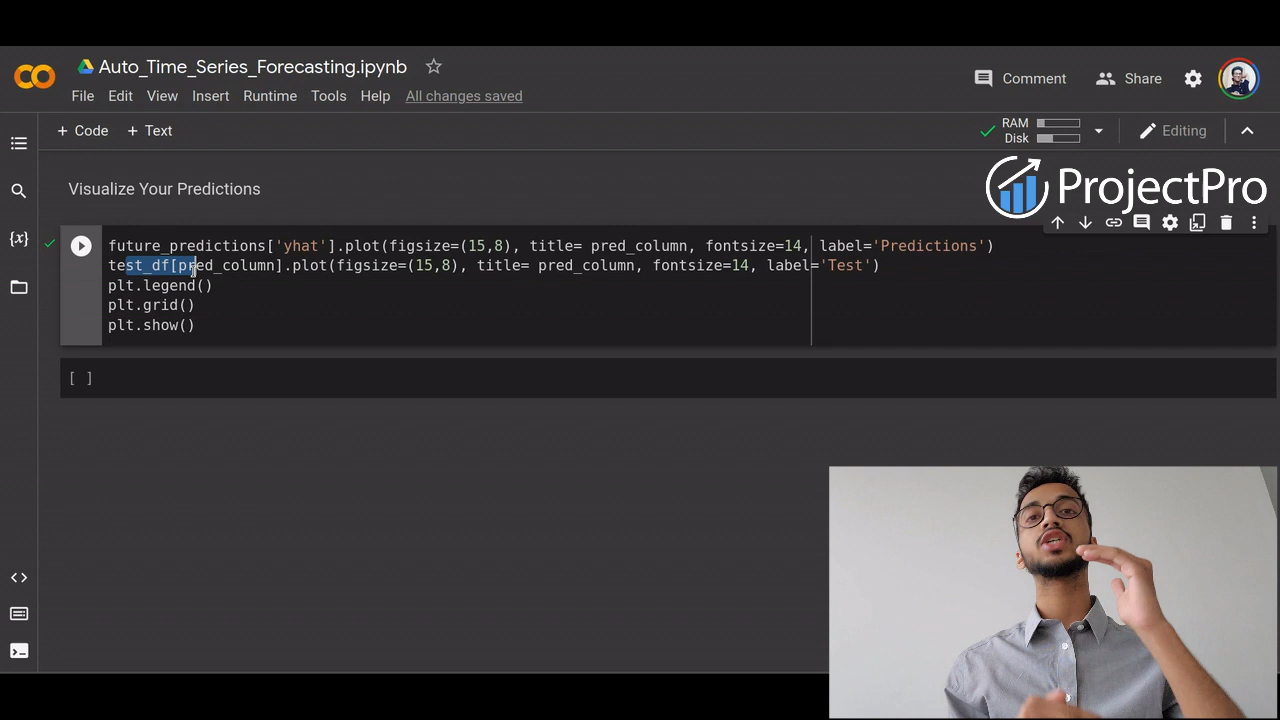 Auto_Time_Series_Forecasting.ipynb
File Edit View Insert Runtime Tools Help All changes saved
Comment Share
+ Code + Text
RAM
Disk
Editing
Visualize Your Predictions
ProjectPro
future_predictions['yhat'].plot(figsize=(15,8), title= pred_column, fontsize=14, label='Predictions')
test_df[pred_column].plot(figsize=(15,8), title= pred_column, fontsize=14, label='Test')
plt.legend()
plt.grid()
plt.show()
[ ]
{x}